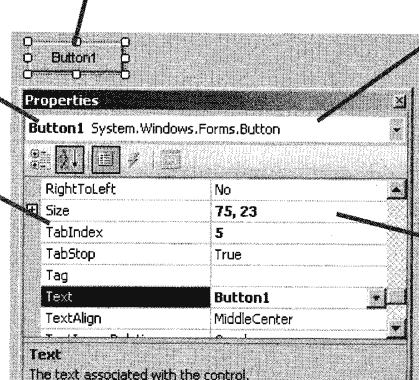 Button1
Properties
Button1 System.Windows.Forms.Button
RightToLeft No
Size 75, 23
TabIndex 5
TabStop True
Tag
Text Button1
TextAlign MiddleCenter
Text
The text associated with the control.